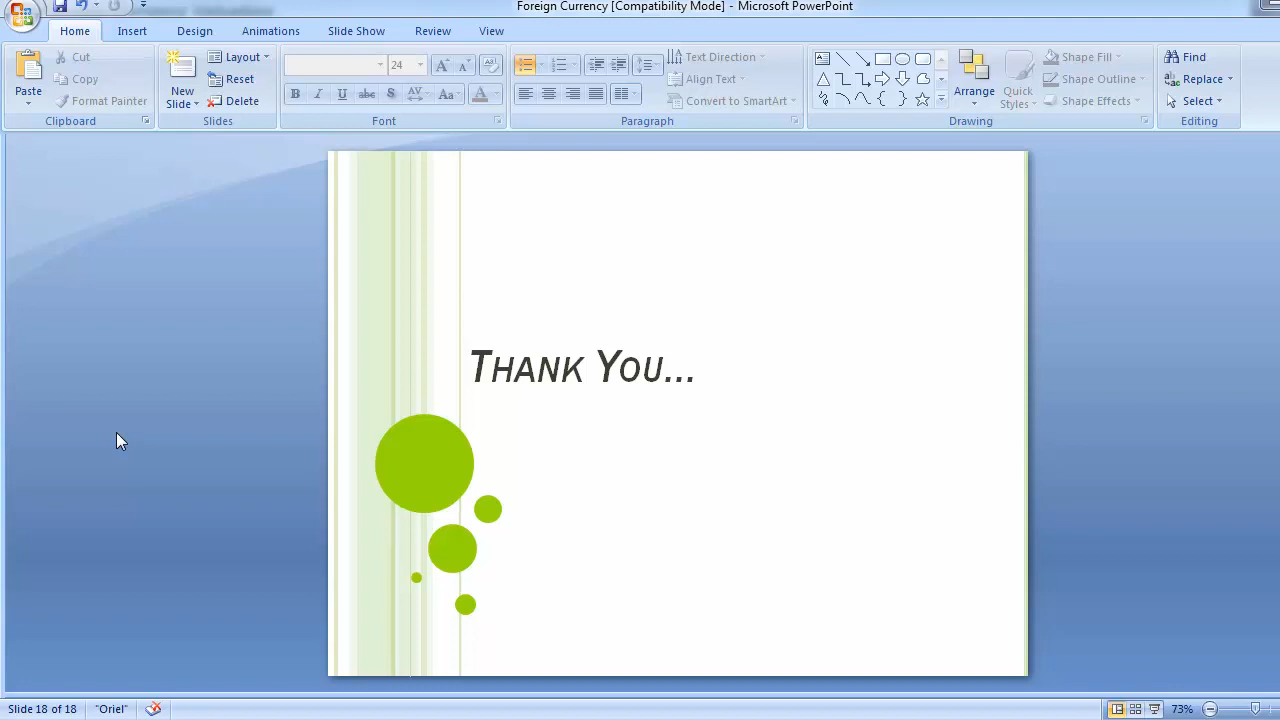 Foreign Currency [Compatibility Mode] - Microsoft PowerPoint
Home Insert Design Animations Slide Show Review View
Paste
Cut
Copy
Format Painter
Clipboard
New Slide
Layout
Reset
Delete
Slides
24
Font
Text Direction
Align Text
Convert to SmartArt
Paragraph
Arrange
Quick Styles
Shape Fill
Shape Outline
Shape Effects
Drawing
Find
Replace
Select
Editing
THANK YOU...
Slide 18 of 18 "Oriel" 73%